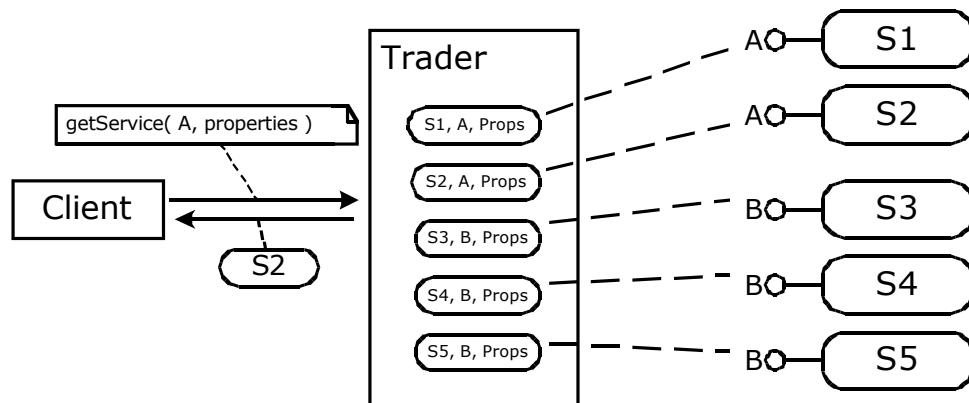 Trader
getService( A, properties )
Client
S2
S1, A, Props
S2, A, Props
S3, B, Props
S4, B, Props
S5, B, Props
A S1
A S2
B S3
B S4
B S5